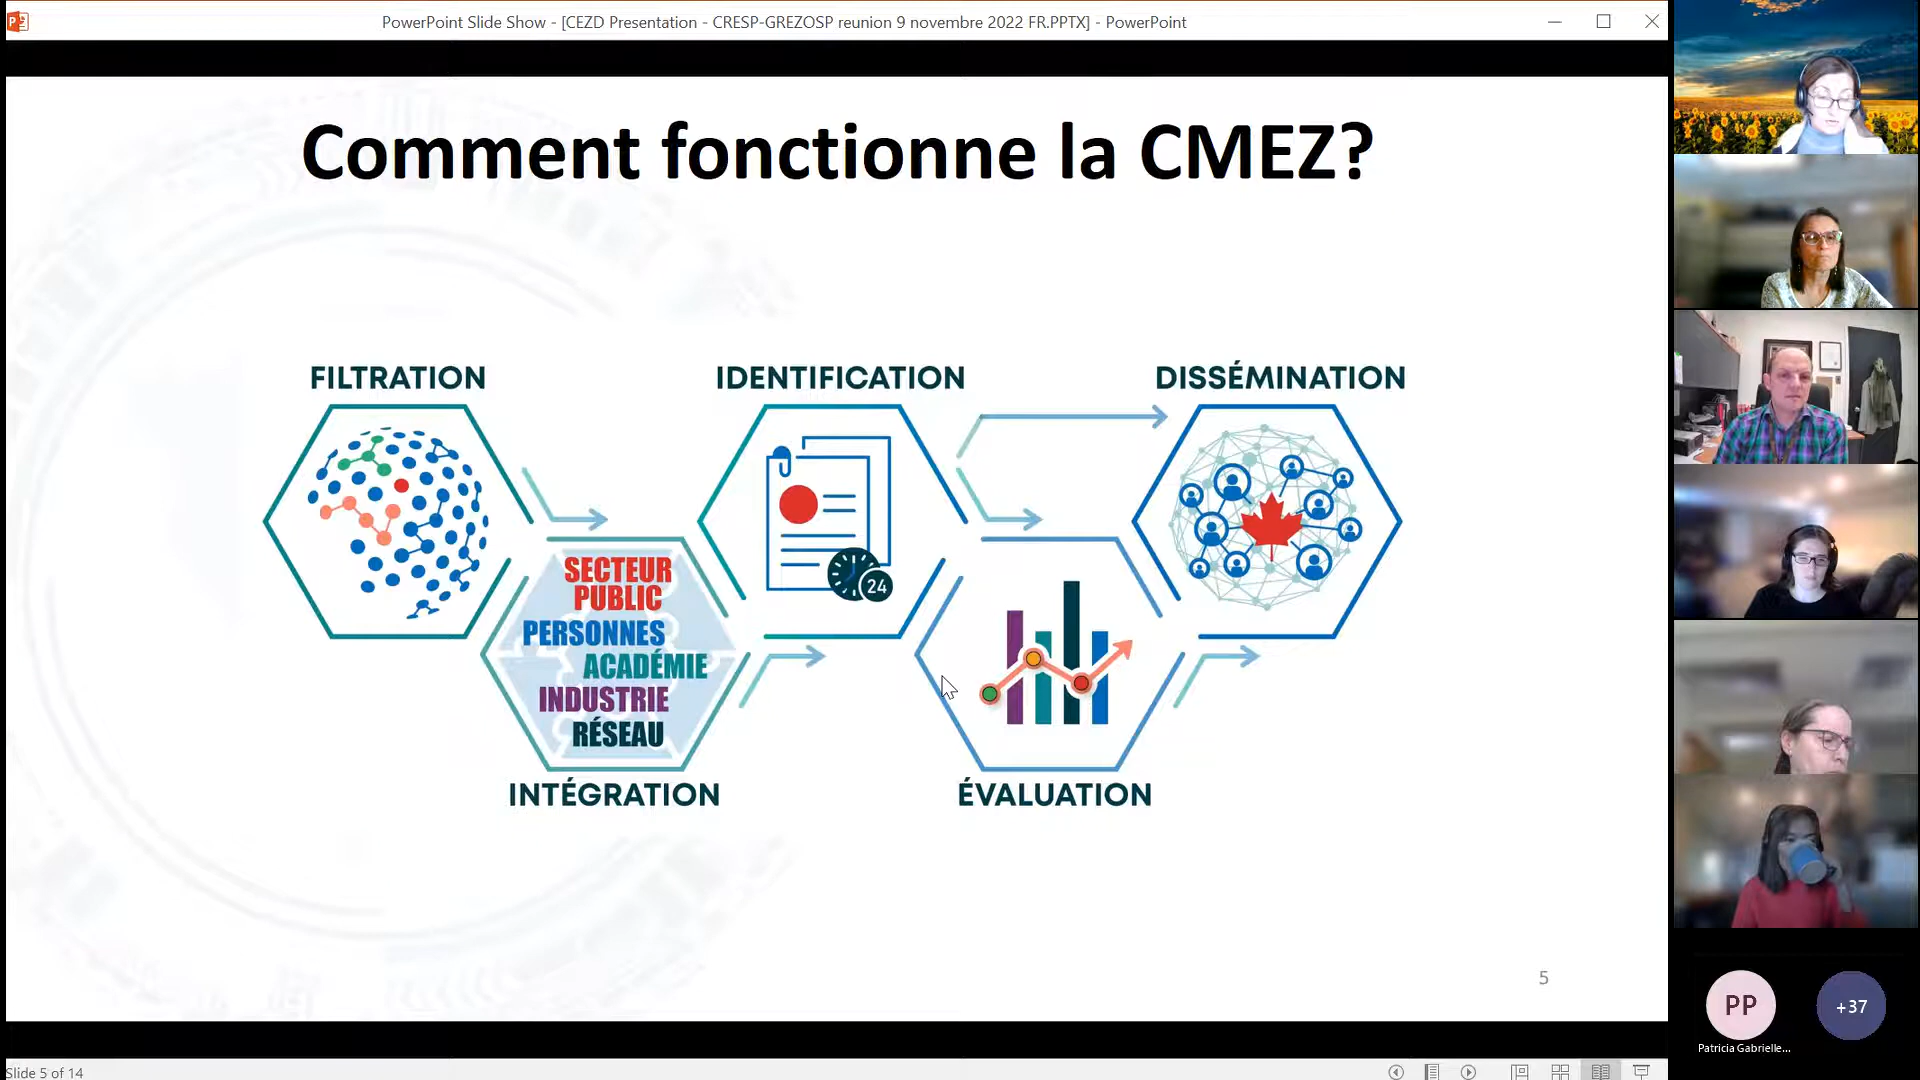 PowerPoint Slide Show - [CEZD Presentation - CRESP-GREZOSP reunion 9 novembre 2022 FR.PPTX] - PowerPoint
Comment fonctionne la CMEZ?
FILTRATION
IDENTIFICATION
DISSÉMINATION
24
SECTEUR
PUBLIC
PERSONNES
ACADÉMIE
INDUSTRIE
RÉSEAU
INTÉGRATION
ÉVALUATION
5
PP
+37
Patricia Gabrielle...
Slide 5 of 14